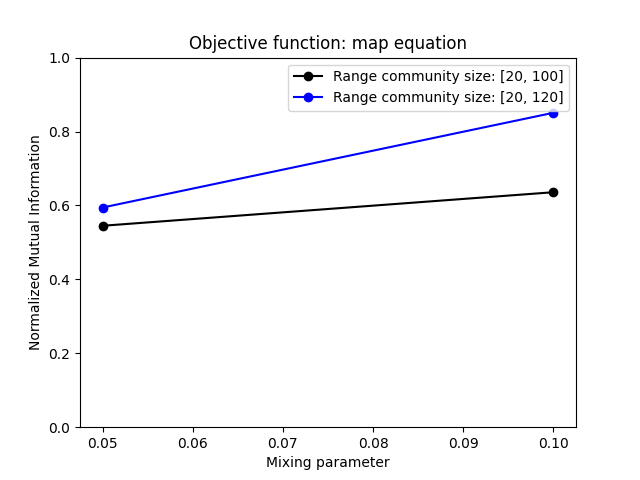 Objective function: map equation
Range community size: [20, 100]
Range community size: [20, 120]
Normalized Mutual Information
1.0
0.8
0.6
0.4
0.2
0.0
0.05 0.06 0.07 0.08 0.09 0.10
Mixing parameter